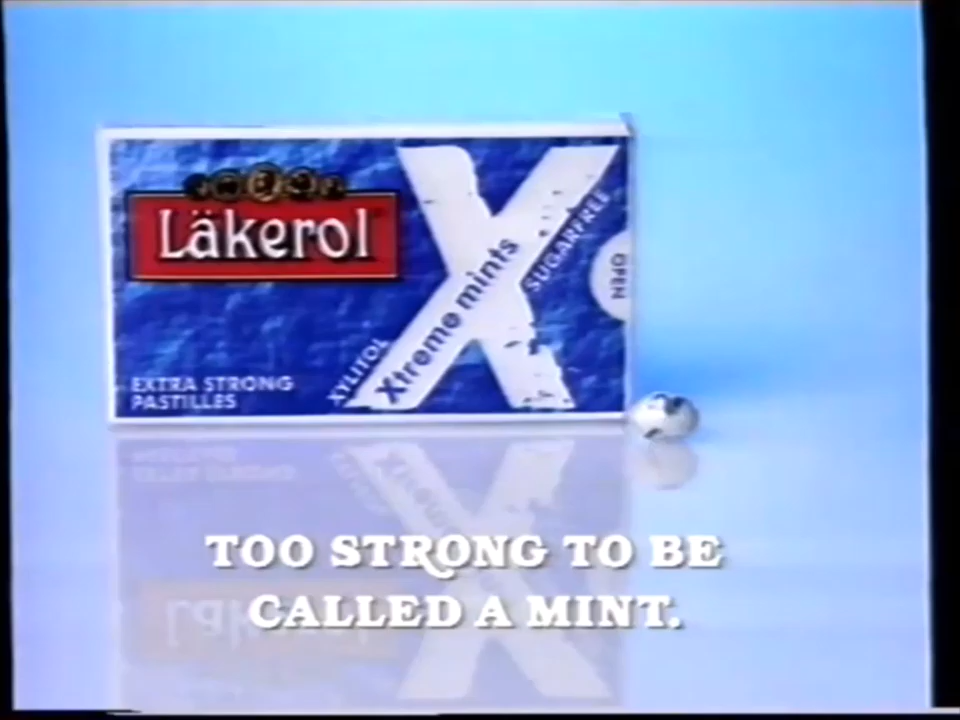 Läkerol
Xtreme mints
XYLITOL
SUGARFREE
OPEN
EXTRA STRONG
PASTILLES
TOO STRONG TO BE
CALLED A MINT.